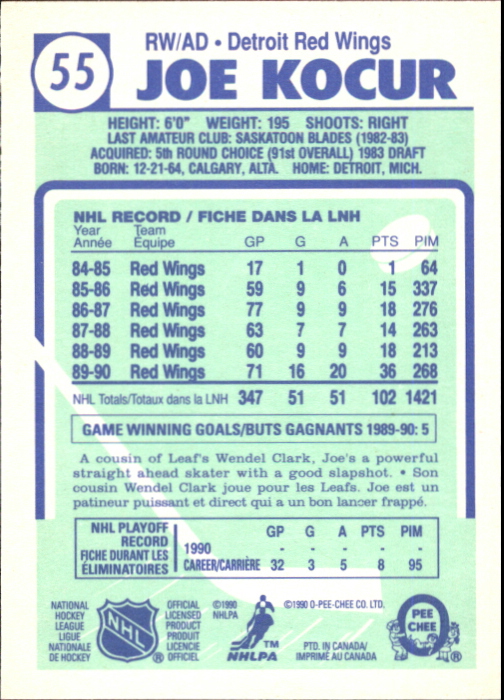 55
RW/AD • Detroit Red Wings
JOE KOCUR
HEIGHT: 6'0" WEIGHT: 195 SHOOTS: RIGHT
LAST AMATEUR CLUB: SASKATOON BLADES (1982-83)
ACQUIRED: 5th ROUND CHOICE (91st OVERALL) 1983 DRAFT
BORN: 12-21-64, CALGARY, ALTA. HOME: DETROIT, MICH.
NHL RECORD / FICHE DANS LA LNH
Year Team
Année Équipe GP G A PTS PIM
84-85 Red Wings 17 1 0 1 64
85-86 Red Wings 59 9 6 15 337
86-87 Red Wings 77 9 9 18 276
87-88 Red Wings 63 7 7 14 263
88-89 Red Wings 60 9 9 18 213
89-90 Red Wings 71 16 20 36 268
NHL Totals/Totaux dans la LNH 347 51 51 102 1421
GAME WINNING GOALS/BUTS GAGNANTS 1989-90: 5
A cousin of Leaf's Wendel Clark, Joe's a powerful
straight ahead skater with a good slapshot. • Son
cousin Wendel Clark joue pour les Leafs. Joe est un
patineur puissant et direct qui a un bon lancer frappé.
NHL PLAYOFF
RECORD
FICHE DURANT LES
ÉLIMINATOIRES
GP G A PTS PIM
1990 - - - - -
CAREER/CARRIÈRE 32 3 5 8 95
NATIONAL
HOCKEY
LEAGUE
LIGUE
NATIONALE
DE HOCKEY
NHL
®
OFFICIAL
LICENSED
PRODUCT
PRODUIT
LICENCIÉ
OFFICIEL
©1990
NHLPA
TM
NHLPA
©1990 O-PEE-CHEE CO. LTD.
PTD. IN CANADA/
IMPRIMÉ AU CANADA
O
PEE
CHEE
®